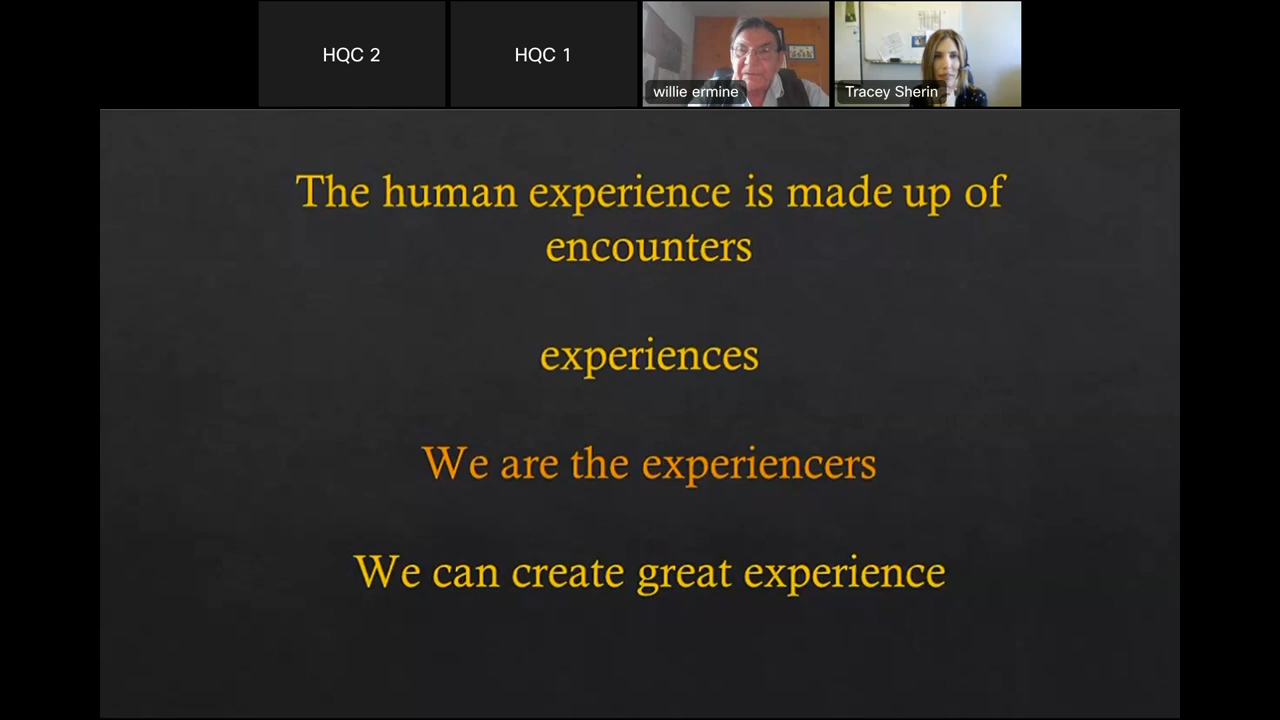 HQC 2
HQC 1
willie ermine
Tracey Sherin
The human experience is made up of
encounters
experiences
We are the experiencers
We can create great experience